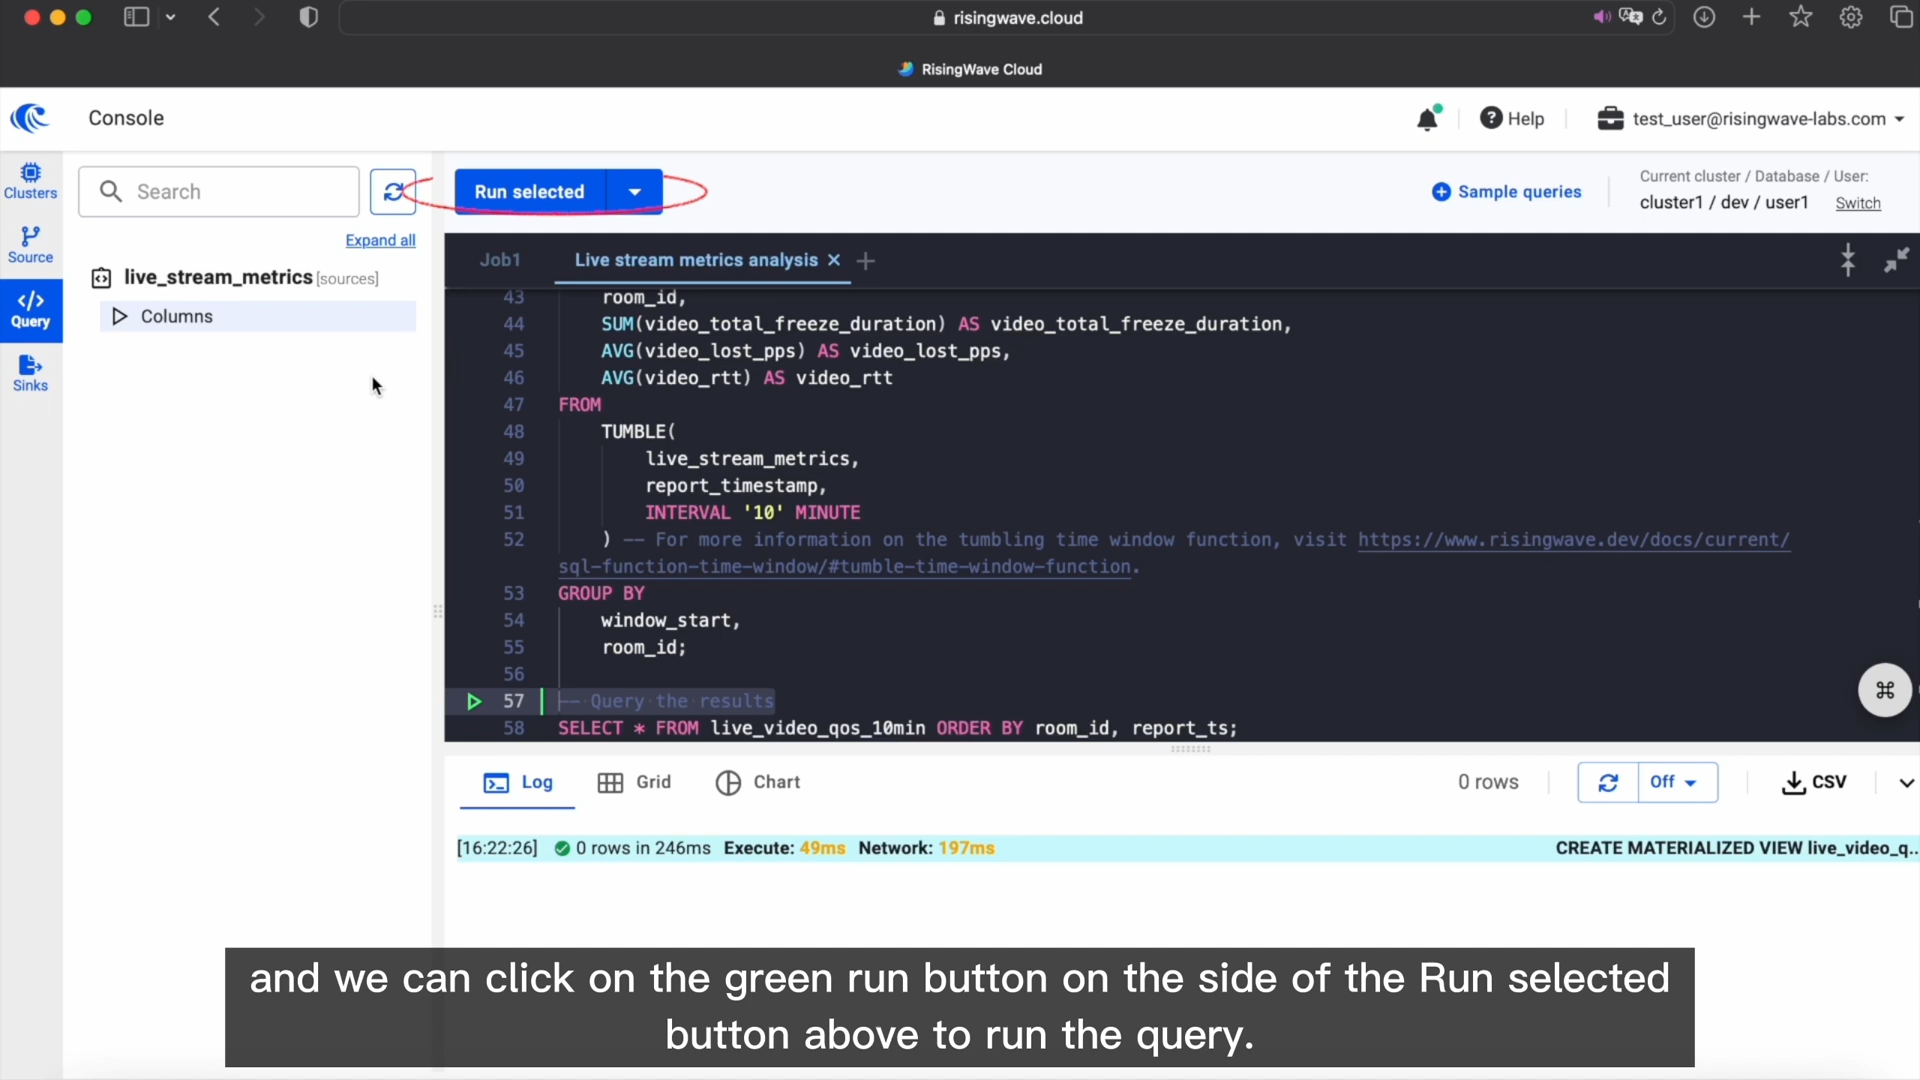 risingwave.cloud
RisingWave Cloud
Console
Help
test_user@risingwave-labs.com
Clusters
Source
Query
Sinks
Search
Expand all
live_stream_metrics [sources]
Columns
Run selected
Sample queries
Current cluster / Database / User:
cluster1 / dev / user1 Switch
Job1
Live stream metrics analysis
43 room_id,
44 SUM(video_total_freeze_duration) AS video_total_freeze_duration,
45 AVG(video_lost_pps) AS video_lost_pps,
46 AVG(video_rtt) AS video_rtt
47 FROM
48 TUMBLE(
49 live_stream_metrics,
50 report_timestamp,
51 INTERVAL '10' MINUTE
52 ) -- For more information on the tumbling time window function, visit https://www.risingwave.dev/docs/current/
sql-function-time-window/#tumble-time-window-function.
53 GROUP BY
54 window_start,
55 room_id;
56
57 -- Query the results
58 SELECT * FROM live_video_qos_10min ORDER BY room_id, report_ts;
Log
Grid
Chart
0 rows
Off
CSV
[16:22:26] 0 rows in 246ms Execute: 49ms Network: 197ms CREATE MATERIALIZED VIEW live_video_q..
and we can click on the green run button on the side of the Run selected
button above to run the query.